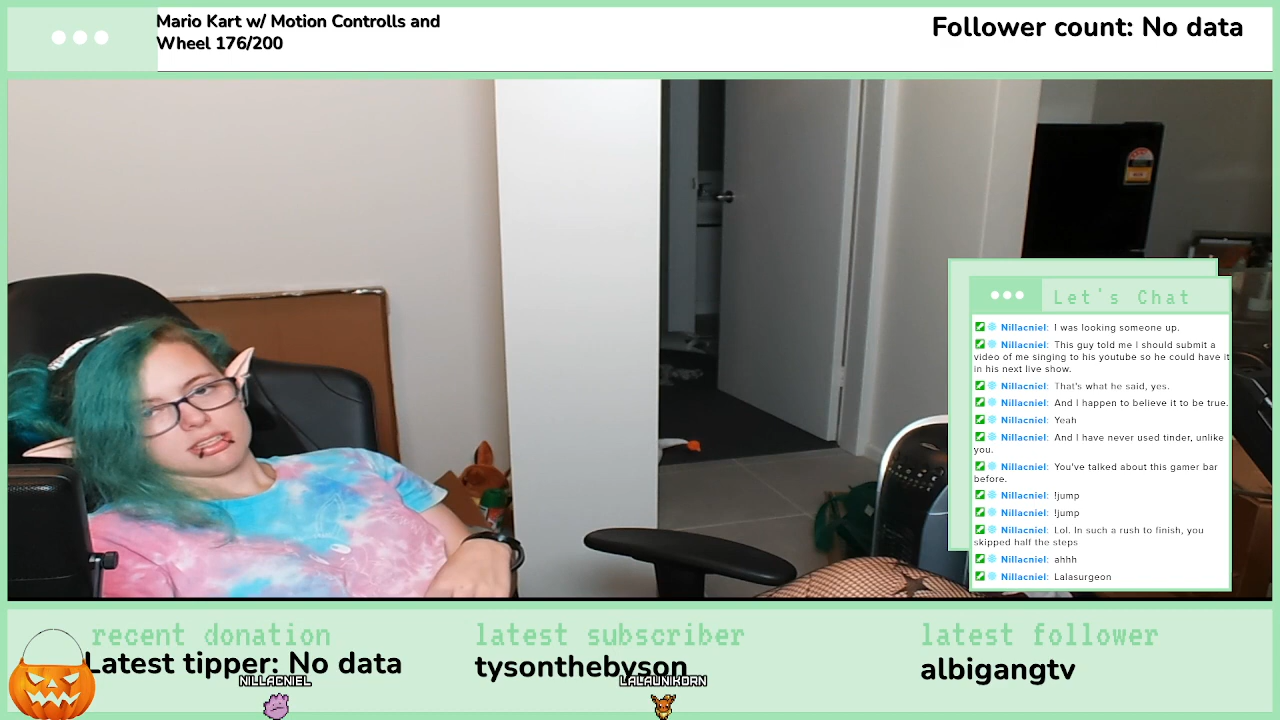 Mario Kart w/ Motion Controlls and
Wheel 176/200
Follower count: No data
Let's Chat
Nillacniel: I was looking someone up.
Nillacniel: This guy told me I should submit a
video of me singing to his youtube so he could have it
in his next live show.
Nillacniel: That's what he said, yes.
Nillacniel: And I happen to believe it to be true.
Nillacniel: Yeah
Nillacniel: And I have never used tinder, unlike
you.
Nillacniel: You've talked about this gamer bar
before.
Nillacniel: !jump
Nillacniel: !jump
Nillacniel: Lol. In such a rush to finish, you
skipped half the steps
Nillacniel: ahhh
Nillacniel: Lalasurgeon
recent donation
Latest tipper: No data
latest subscriber
tysonthebyson
latest follower
albigangtv
NILLACNIEL
LALAUNIKORN